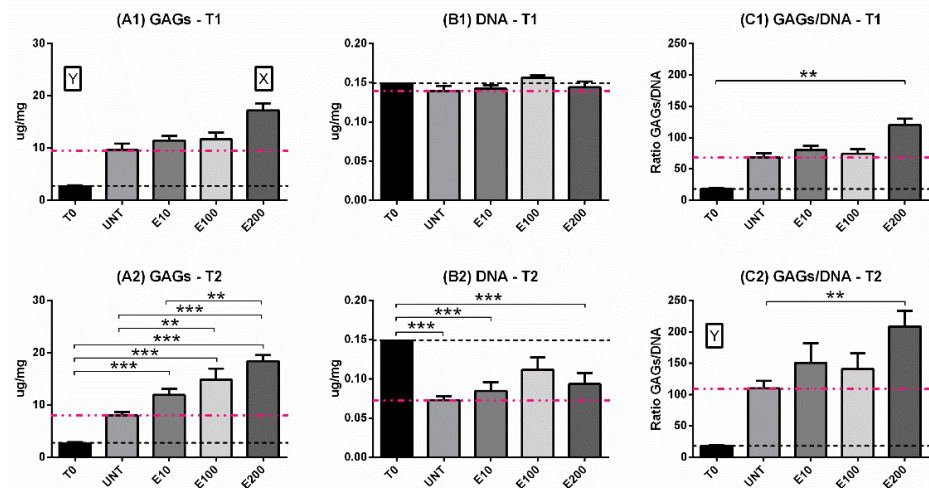 (A1) GAGs - T1
30
20
10
0
ug/mg
Y
X
T0
UNT
E10
E100
E200
(B1) DNA - T1
0.20
0.15
0.10
0.05
0.00
ug/mg
T0
UNT
E10
E100
E200
(C1) GAGs/DNA - T1
250
200
150
100
50
0
Ratio GAGs/DNA
**
T0
UNT
E10
E100
E200
(A2) GAGs - T2
30
20
10
0
ug/mg
**
***
**
***
***
***
T0
UNT
E10
E100
E200
(B2) DNA - T2
0.20
0.15
0.10
0.05
0.00
ug/mg
***
***
***
T0
UNT
E10
E100
E200
(C2) GAGs/DNA - T2
250
200
150
100
50
0
Ratio GAGs/DNA
Y
**
T0
UNT
E10
E100
E200